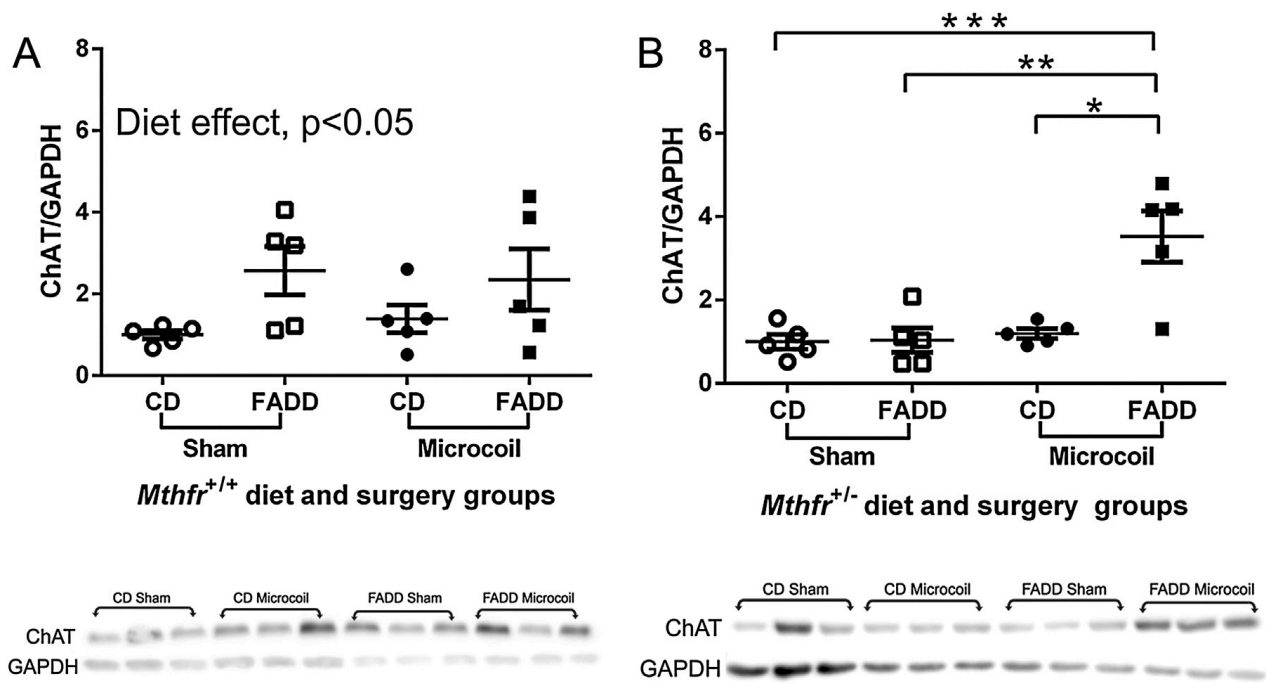 A
8
6
4
2
0
ChAT/GAPDH
Diet effect, p<0.05
CD FADD CD FADD
Sham Microcoil
Mthfr+/+ diet and surgery groups
CD Sham CD Microcoil FADD Sham FADD Microcoil
ChAT
GAPDH
B
8
6
4
2
0
ChAT/GAPDH
***
**
*
CD FADD CD FADD
Sham Microcoil
Mthfr+/- diet and surgery groups
CD Sham CD Microcoil FADD Sham FADD Microcoil
ChAT
GAPDH